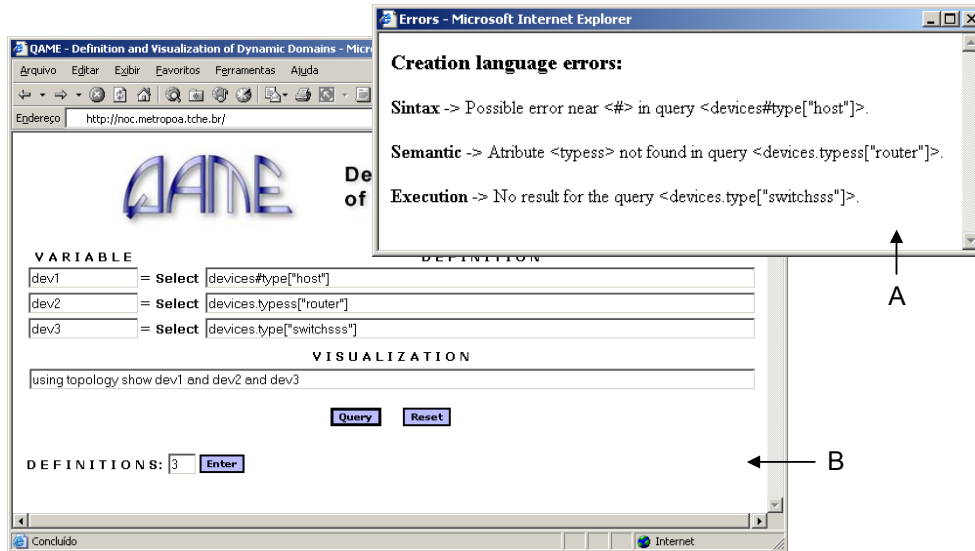 Errors - Microsoft Internet Explorer
Creation language errors:
Sintax -> Possible error near <#> in query <devices#type["host"]>.
Semantic -> Atribute <typess> not found in query <devices.typess["router"]>.
Execution -> No result for the query <devices.type["switchsss"]>.
A
QAME - Definition and Visualization of Dynamic Domains - Micr
Arquivo Editar Exibir Favoritos Ferramentas Ajuda
Endereço http://noc.metropoa.tche.br/
QAME
De
of
VARIABLE DEFINITION
dev1 = Select devices#type["host"]
dev2 = Select devices.typess["router"]
dev3 = Select devices.type["switchsss"]
VISUALIZATION
using topology show dev1 and dev2 and dev3
Query Reset
DEFINITIONS: 3 Enter
B
Concluído Internet